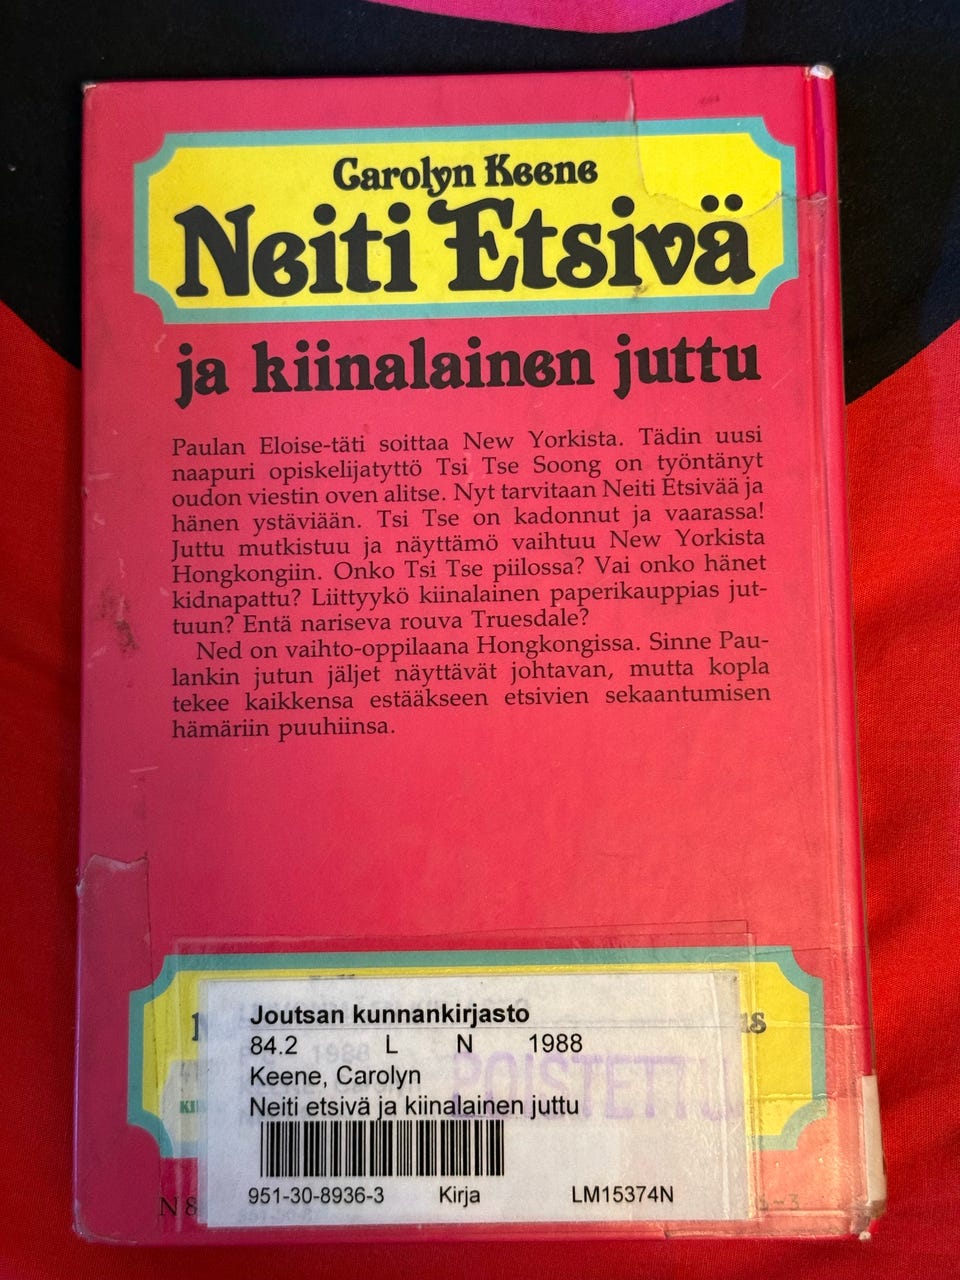 Carolyn Keene
Neiti Etsivä
ja kiinalainen juttu
Paulan Eloise-täti soittaa New Yorkista. Tädin uusi
naapuri opiskelijatyttö Tsi Tse Soong on työntänyt
oudon viestin oven alitse. Nyt tarvitaan Neiti Etsivää ja
hänen ystäviään. Tsi Tse on kadonnut ja vaarassa!
Juttu mutkistuu ja näyttämö vaihtuu New Yorkista
Hongkongiin. Onko Tsi Tse piilossa? Vai onko hänet
kidnapattu? Liittyykö kiinalainen paperikauppias jut-
tuun? Entä nariseva rouva Truesdale?
Ned on vaihto-oppilaana Hongkongissa. Sinne Pau-
lankin jutun jäljet näyttävät johtavan, mutta kopla
tekee kaikkensa estääkseen etsivien sekaantumisen
hämäriin puuhiinsa.
Joutsan kunnankirjasto
84.2 L N 1988
Keene, Carolyn
POISTETTU
Neiti etsivä ja kiinalainen juttu
951-30-8936-3 Kirja LM15374N
N 8